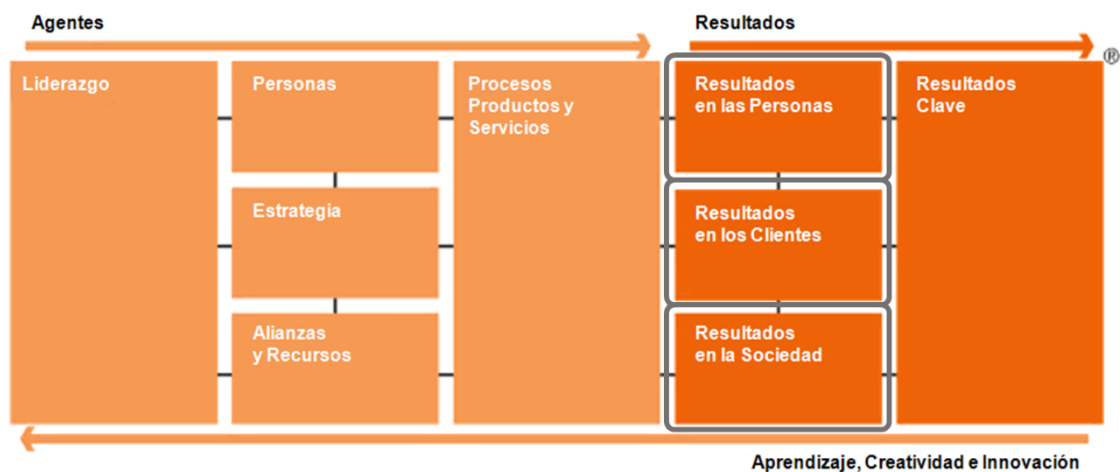 Agentes
Resultados
®
Liderazgo
Personas
Procesos
Productos y
Servicios
Resultados
en las Personas
Resultados
Clave
Estrategia
Resultados
en los Clientes
Alianzas
y Recursos
Resultados
en la Sociedad
Aprendizaje, Creatividad e Innovación